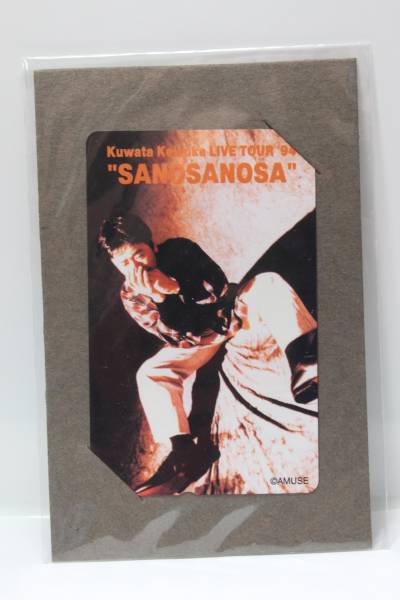 Kuwata Keisuke LIVE TOUR '94
"SANOSANOSA"
©AMUSE